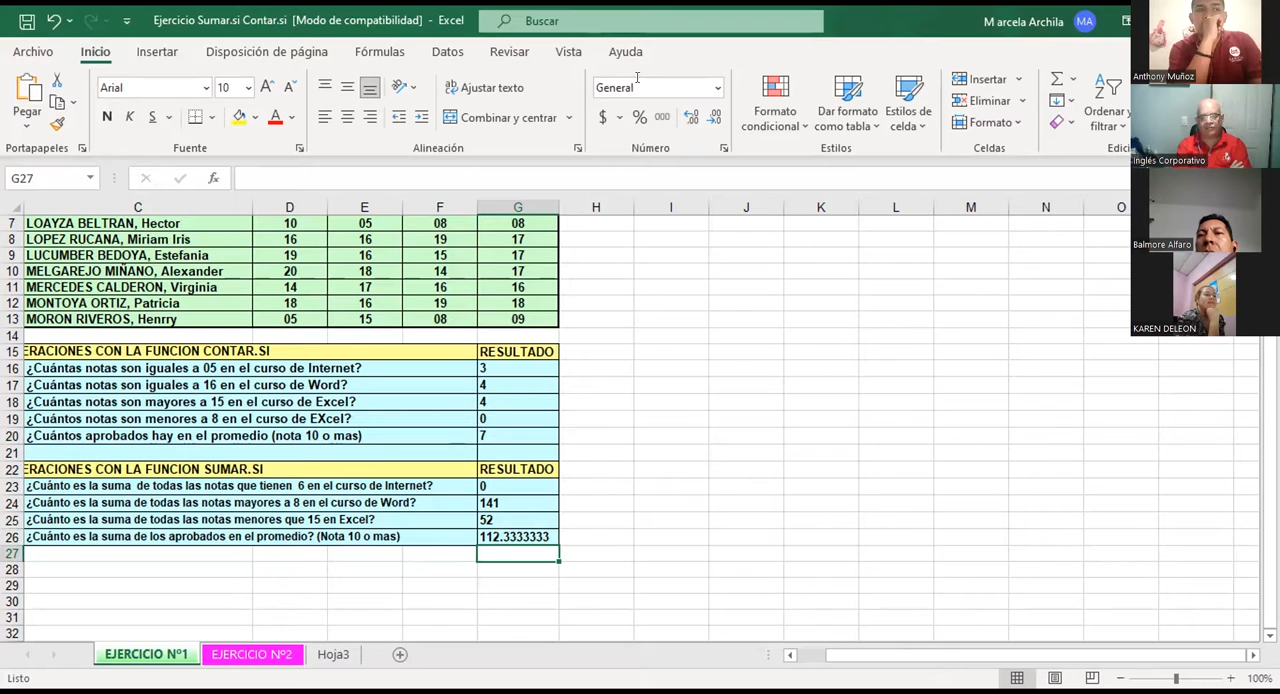 Ejercicio Sumar.si Contar.si [Modo de compatibilidad] - Excel
Buscar
Marcela Archila
MA
Archivo Inicio Insertar Disposición de página Fórmulas Datos Revisar Vista Ayuda
Pegar
Portapapeles
Arial 10
N K S
Fuente
Ajustar texto
Combinar y centrar
Alineación
General
$ % 000
Número
Formato condicional
Dar formato como tabla
Estilos de celda
Estilos
Insertar
Eliminar
Formato
Celdas
Ordenar y filtrar
Edici
G27
fx
C D E F G H I J K L M N O
7 LOAYZA BELTRAN, Hector 10 05 08 08
8 LOPEZ RUCANA, Miriam Iris 16 16 19 17
9 LUCUMBER BEDOYA, Estefania 19 16 15 17
10 MELGAREJO MIÑANO, Alexander 20 18 14 17
11 MERCEDES CALDERON, Virginia 14 17 16 16
12 MONTOYA ORTIZ, Patricia 18 16 19 18
13 MORON RIVEROS, Henrry 05 15 08 09
14
15 ERACIONES CON LA FUNCION CONTAR.SI RESULTADO
16 ¿Cuántas notas son iguales a 05 en el curso de Internet? 3
17 ¿Cuántas notas son iguales a 16 en el curso de Word? 4
18 ¿Cuántas notas son mayores a 15 en el curso de Excel? 4
19 ¿Cuántos notas son menores a 8 en el curso de EXcel? 0
20 ¿Cuántos aprobados hay en el promedio (nota 10 o mas) 7
21
22 ERACIONES CON LA FUNCION SUMAR.SI RESULTADO
23 ¿Cuánto es la suma de todas las notas que tienen 6 en el curso de Internet? 0
24 ¿Cuánto es la suma de todas las notas mayores a 8 en el curso de Word? 141
25 ¿Cuánto es la suma de todas las notas menores que 15 en Excel? 52
26 ¿Cuánto es la suma de los aprobados en el promedio? (Nota 10 o mas) 112.3333333
27
28
29
30
31
32
EJERCICIO Nº1 EJERCICIO Nº2 Hoja3
Listo
100%
Anthony Muñoz
Inglés Corporativo
Balmore Alfaro
KAREN DELEON